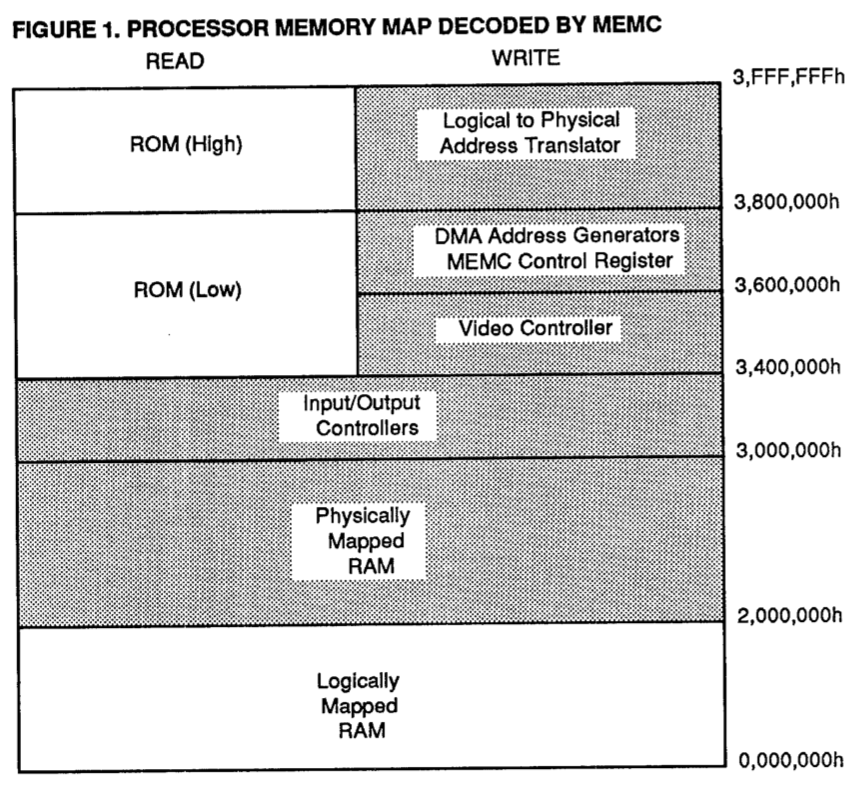 FIGURE 1. PROCESSOR MEMORY MAP DECODED BY MEMC
READ
WRITE
3,FFF,FFFh
ROM (High)
Logical to Physical
Address Translator
3,800,000h
ROM (Low)
DMA Address Generators
MEMC Control Register
3,600,000h
Video Controller
3,400,000h
Input/Output
Controllers
3,000,000h
Physically
Mapped
RAM
2,000,000h
Logically
Mapped
RAM
0,000,000h